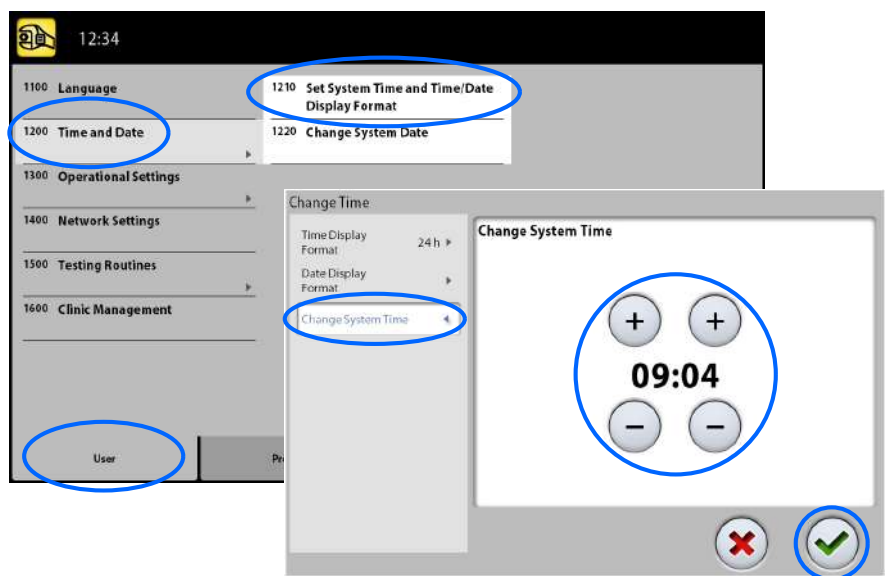 12:34
1100 Language
1200 Time and Date
1300 Operational Settings
1400 Network Settings
1500 Testing Routines
1600 Clinic Management
1210 Set System Time and Time/Date
Display Format
1220 Change System Date
User
Pr
Change Time
Time Display
Format
24 h
Date Display
Format
Change System Time
Change System Time
+ +
09:04
− −